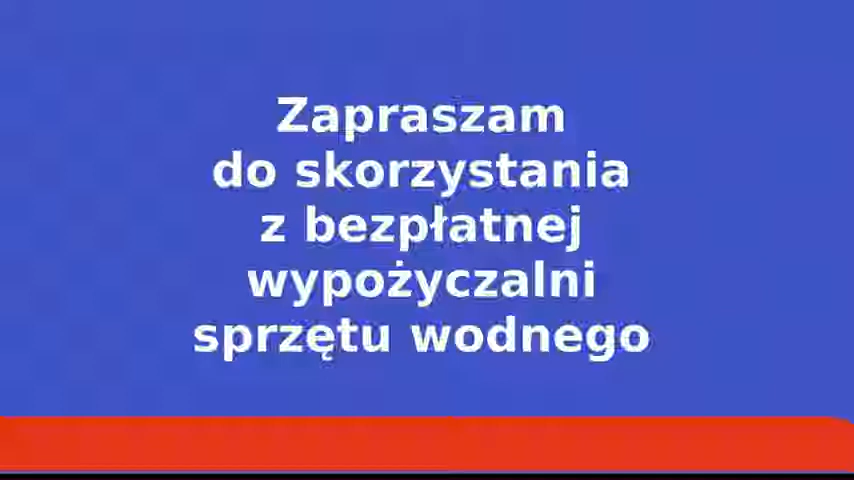 Zapraszam
do skorzystania
z bezpłatnej
wypożyczalni
sprzętu wodnego